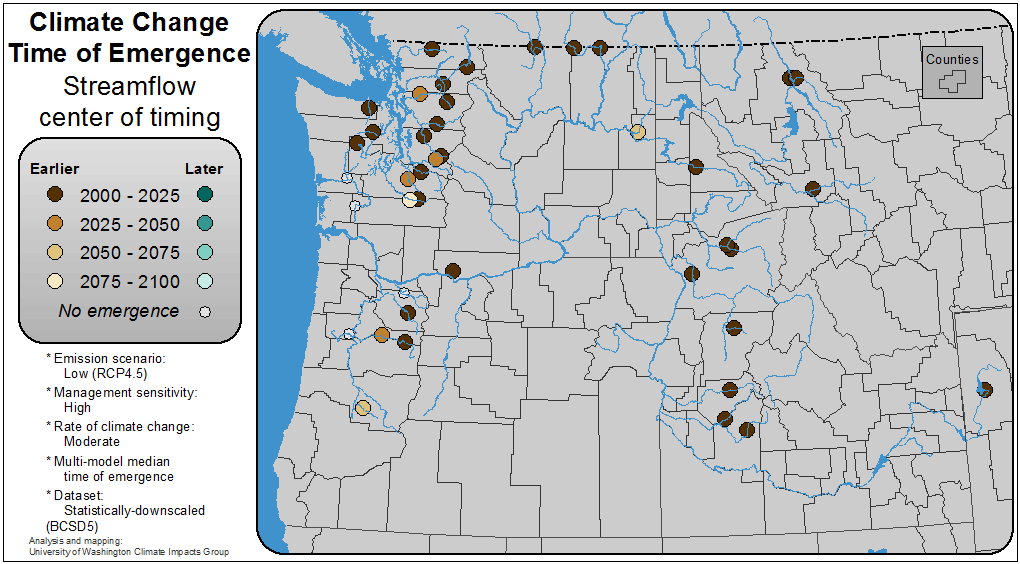 Climate Change
Time of Emergence
Streamflow
center of timing
Earlier Later
2000 - 2025
2025 - 2050
2050 - 2075
2075 - 2100
No emergence
* Emission scenario:
Low (RCP4.5)
* Management sensitivity:
High
* Rate of climate change:
Moderate
* Multi-model median
time of emergence
* Dataset:
Statistically-downscaled
(BCSD5)
Analysis and mapping:
University of Washington Climate Impacts Group
Counties